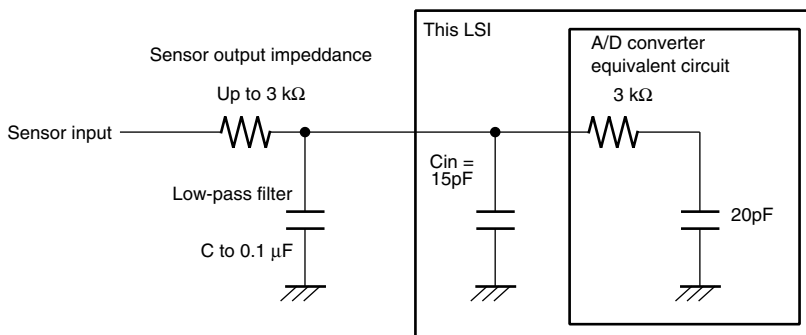 This LSI
A/D converter
equivalent circuit
3 kΩ
Sensor output impeddance
Up to 3 kΩ
Sensor input
Cin =
15pF
Low-pass filter
C to 0.1 μF
20pF